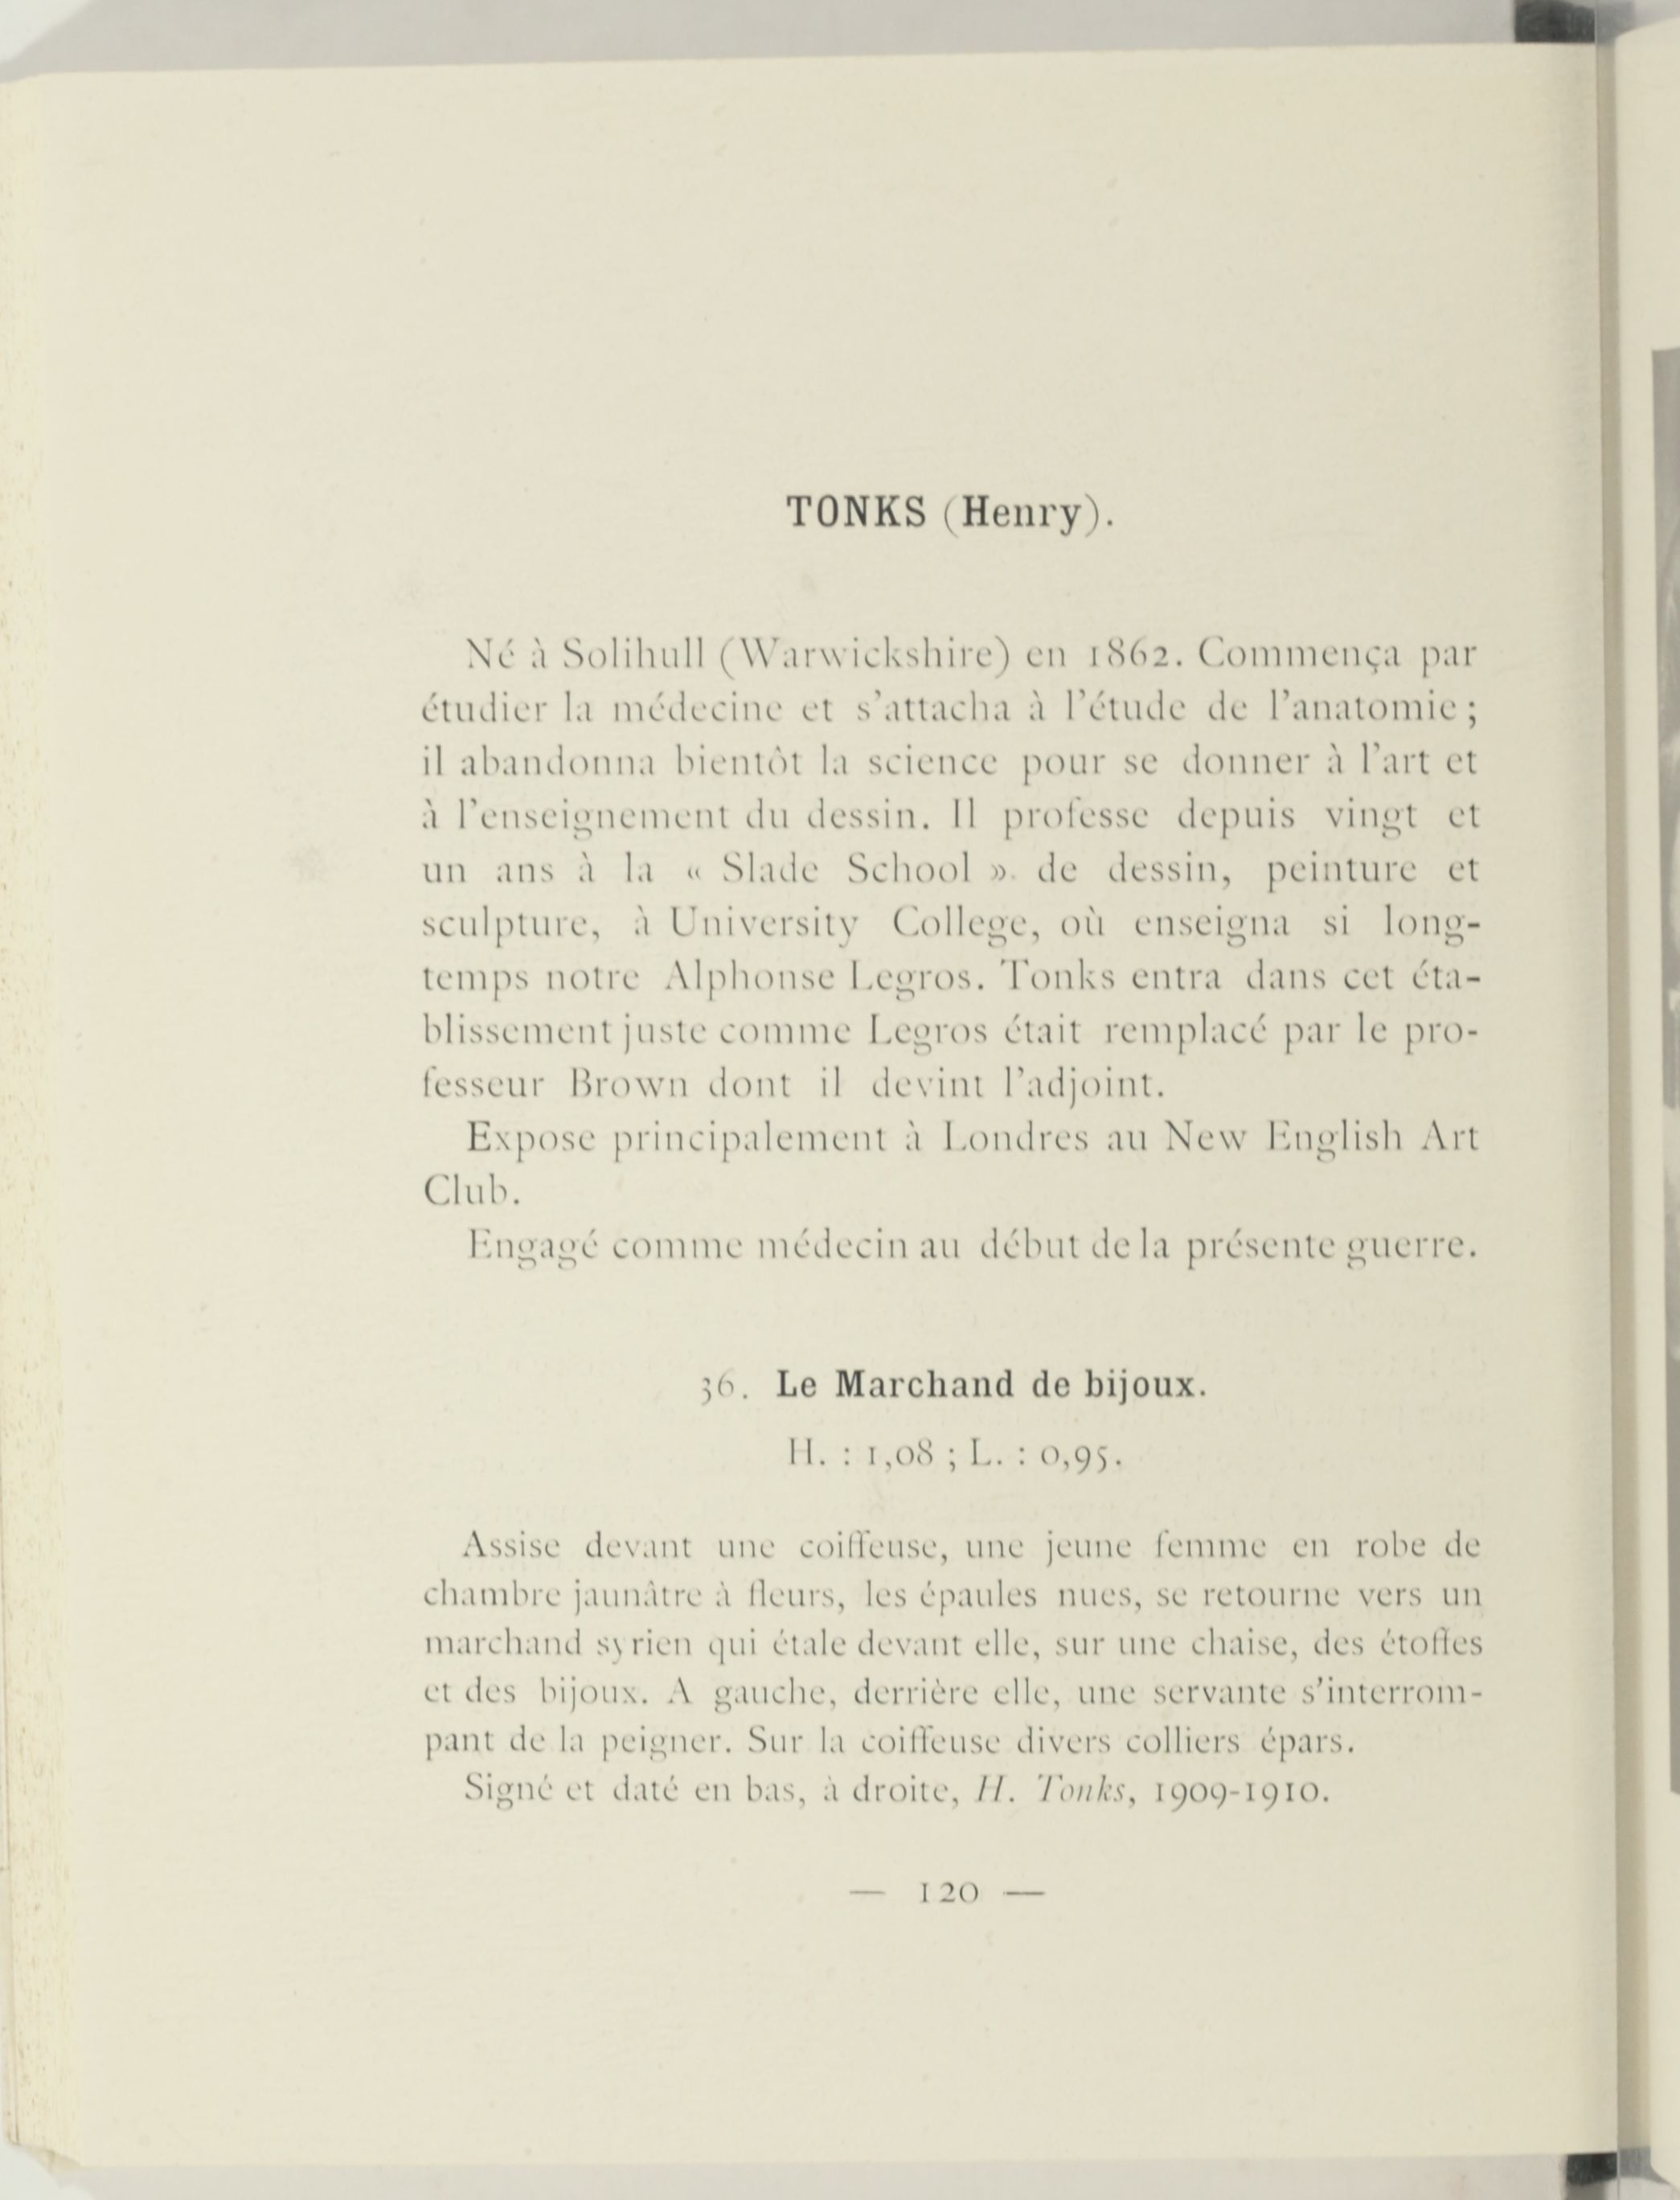 TONKS (Henry).
Né à Solihull (Warwickshire) en 1862. Commença par
étudier la médecine et s'attacha à l'étude de l'anatomie ;
il abandonna bientôt la science pour se donner à l'art et
à l'enseignement du dessin. Il professe depuis vingt et
un ans à la « Slade School » de dessin, peinture et
sculpture, à University College, où enseigna si long-
temps notre Alphonse Legros. Tonks entra dans cet éta-
blissement juste comme Legros était remplacé par le pro-
fesseur Brown dont il devint l'adjoint.
Expose principalement à Londres au New English Art
Club.
Engagé comme médecin au début de la présente guerre.
36. Le Marchand de bijoux.
H. : 1,08 ; L. : 0,95.
Assise devant une coiffeuse, une jeune femme en robe de
chambre jaunâtre à fleurs, les épaules nues, se retourne vers un
marchand syrien qui étale devant elle, sur une chaise, des étoffes
et des bijoux. A gauche, derrière elle, une servante s'interrom-
pant de la peigner. Sur la coiffeuse divers colliers épars.
Signé et daté en bas, à droite, H. Tonks, 1909-1910.
— 120 —